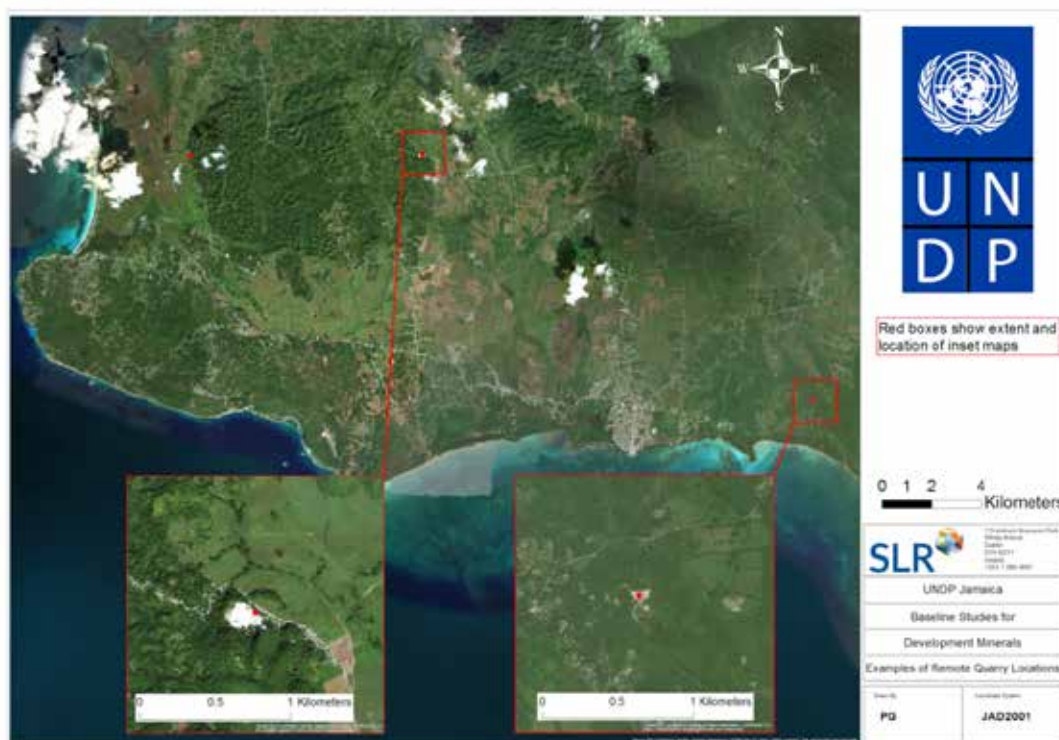 N
W E
S
U N
D P
Red boxes show extent and
location of inset maps
0 1 2 4
Kilometers
SLR
UNDP Jamaica
Baseline Studies for
Development Minerals
Examples of Remote Quarry Locations
PG
JAD2001
0 0.5 1 Kilometers
0 0.5 1 Kilometers